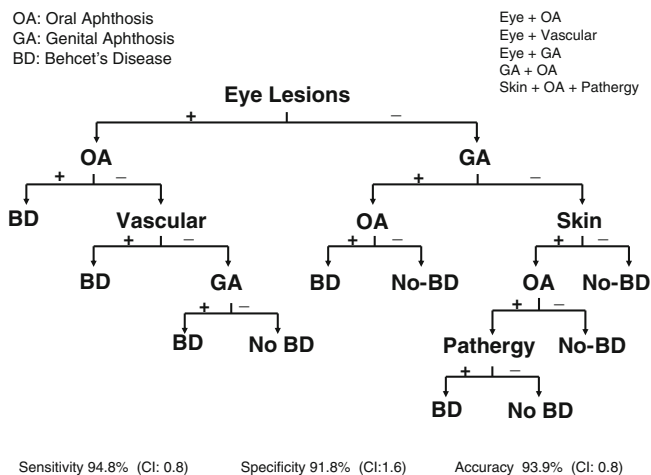 OA: Oral Aphthosis
GA: Genital Aphthosis
BD: Behcet's Disease
Eye + OA
Eye + Vascular
Eye + GA
GA + OA
Skin + OA + Pathergy
Eye Lesions
+ –
OA GA
+ – + –
BD Vascular OA Skin
+ – + – + –
BD GA BD No-BD OA No-BD
+ – + –
BD No BD Pathergy No-BD
+ –
BD No BD
Sensitivity 94.8% (CI: 0.8) Specificity 91.8% (CI:1.6) Accuracy 93.9% (CI: 0.8)